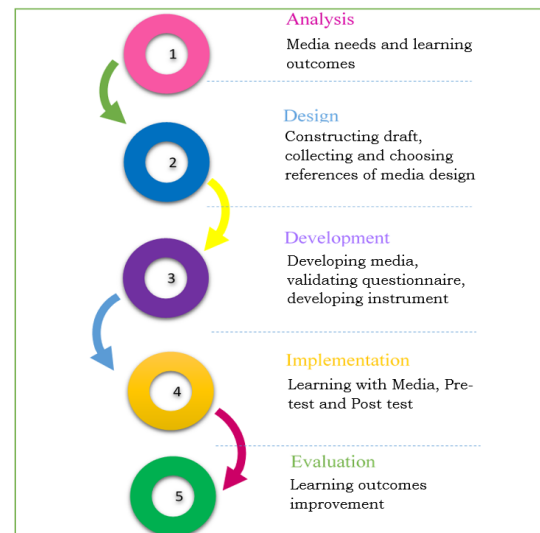 Analysis
1
Media needs and learning
outcomes
Design
2
Constructing draft,
collecting and choosing
references of media design
Development
3
Developing media,
validating questionnaire,
developing instrument
Implementation
4
Learning with Media, Pre-
test and Post test
Evaluation
5
Learning outcomes
improvement